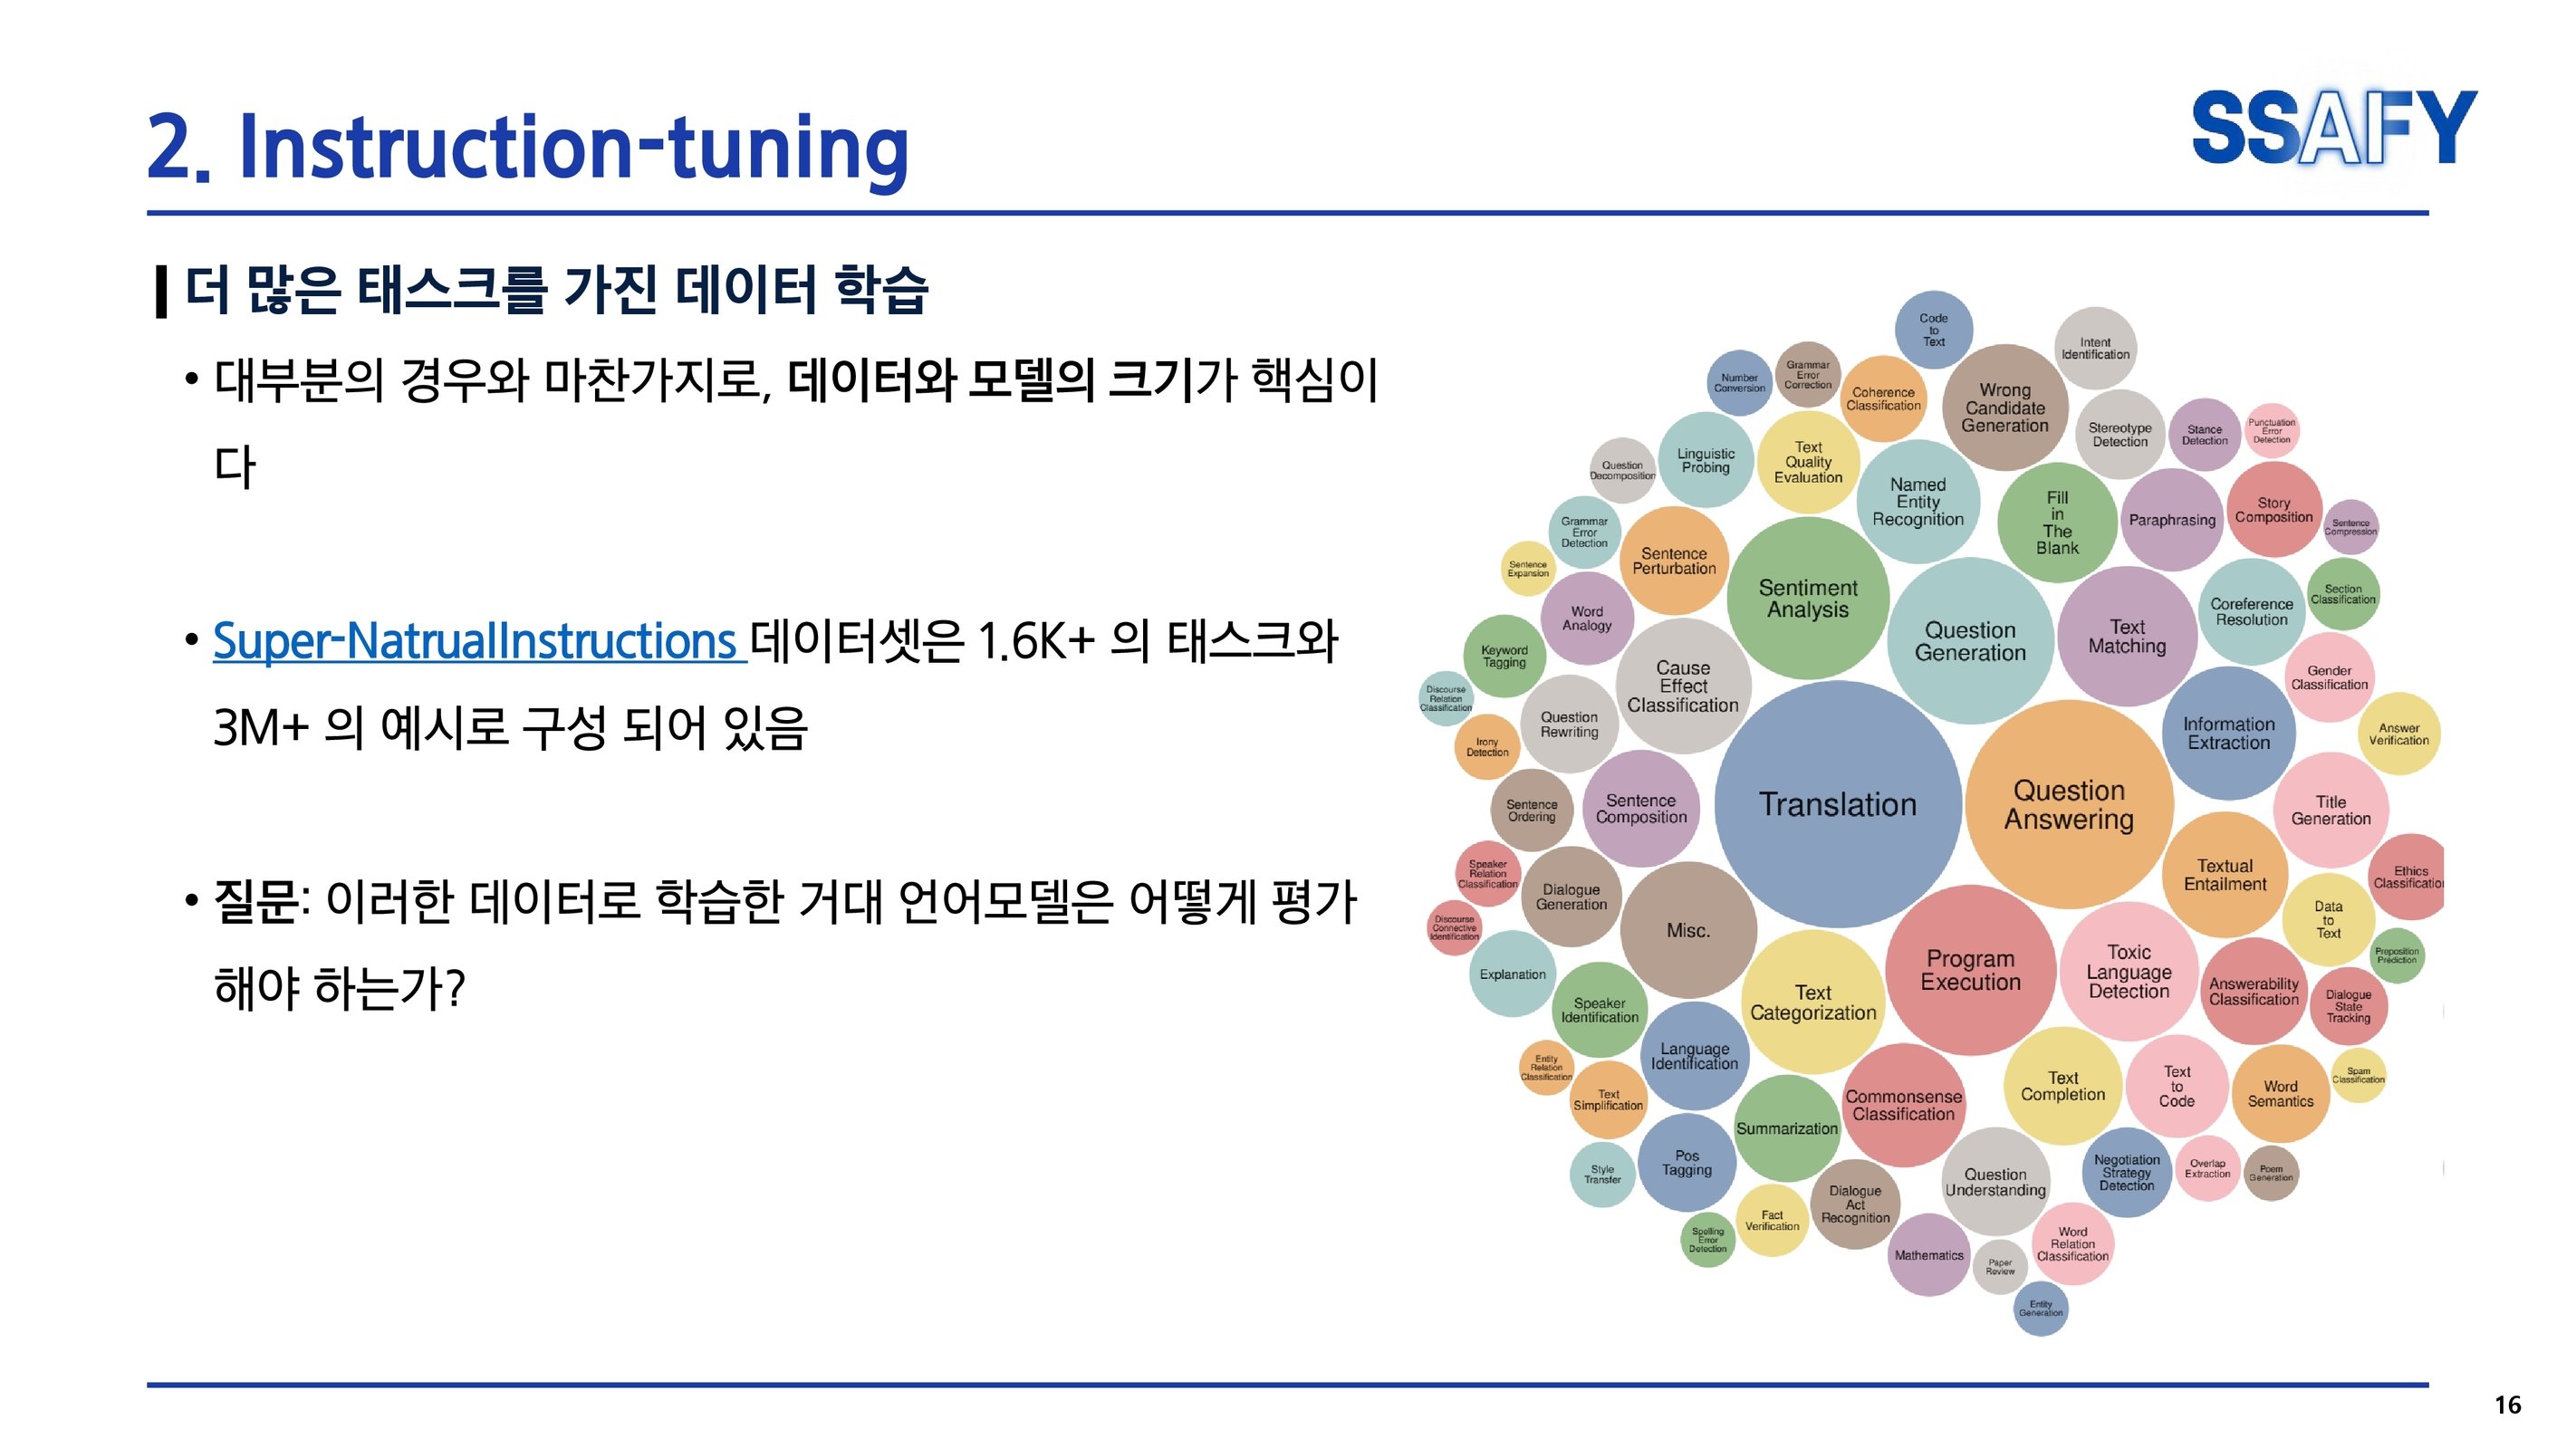 2. Instruction-tuning
SSAFY
더 많은 태스크를 가진 데이터 학습
• 대부분의 경우와 마찬가지로, 데이터와 모델의 크기가 핵심이
다
• Super-NatrualInstructions 데이터셋은 1.6K+ 의 태스크와
3M+ 의 예시로 구성 되어 있음
• 질문: 이러한 데이터로 학습한 거대 언어모델은 어떻게 평가
해야 하는가?
Code
to
Text
Intent
Identification
Number
Conversion
Grammar
Error
Correction
Coherence
Classification
Wrong
Candidate
Generation
Stereotype
Detection
Stance
Detection
Punctuation
Error
Detection
Question
Decomposition
Linguistic
Probing
Text
Quality
Evaluation
Named
Entity
Recognition
Fill
in
The
Blank
Paraphrasing
Story
Composition
Sentence
Compression
Grammar
Error
Detection
Sentence
Expansion
Sentence
Perturbation
Sentiment
Analysis
Question
Generation
Text
Matching
Coreference
Resolution
Section
Classification
Word
Analogy
Keyword
Tagging
Cause
Effect
Classification
Gender
Classification
Discourse
Relation
Classification
Question
Rewriting
Information
Extraction
Answer
Verification
Irony
Detection
Sentence
Ordering
Sentence
Composition
Translation
Question
Answering
Title
Generation
Speaker
Relation
Classification
Dialogue
Generation
Misc.
Textual
Entailment
Ethics
Classificatio
Data
to
Text
Discourse
Connective
Identification
Explanation
Speaker
Identification
Text
Categorization
Program
Execution
Toxic
Language
Detection
Answerability
Classification
Preposition
Prediction
Dialogue
State
Tracking
Language
Identification
Entity
Relation
Classification
Text
Simplification
Summarization
Commonsense
Classification
Text
Completion
Text
to
Code
Word
Semantics
Spam
Classification
Style
Transfer
Pos
Tagging
Question
Understanding
Negotiation
Strategy
Detection
Overlap
Extraction
Poem
Generation
Spelling
Error
Detection
Fact
Verification
Dialogue
Act
Recognition
Mathematics
Paper
Review
Word
Relation
Classification
Entity
Generation
16